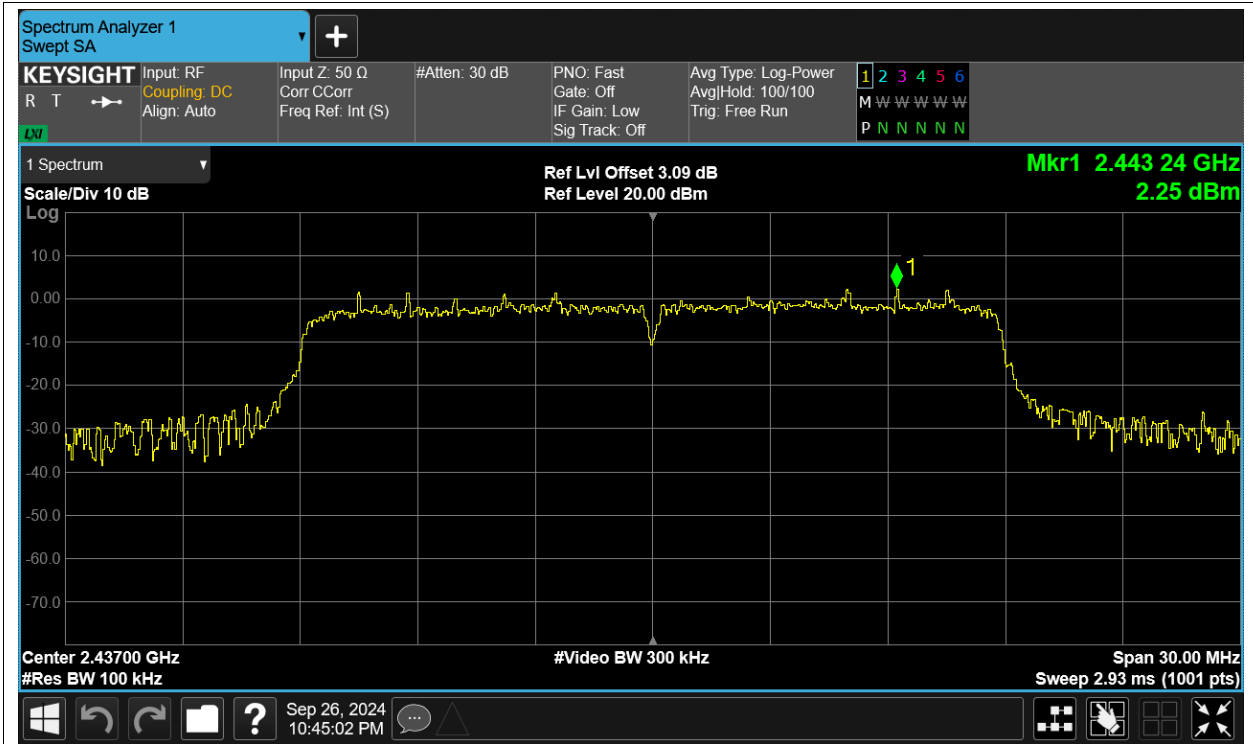 Spectrum Analyzer 1
Swept SA
KEYSIGHT
R T
LXI
Input: RF
Coupling: DC
Align: Auto
Input Z: 50 Ω
Corr CCorr
Freq Ref: Int (S)
#Atten: 30 dB
PNO: Fast
Gate: Off
IF Gain: Low
Sig Track: Off
Avg Type: Log-Power
Avg|Hold: 100/100
Trig: Free Run
1 2 3 4 5 6
M W W W W W
P N N N N N
1 Spectrum
Scale/Div 10 dB
Log
Ref Lvl Offset 3.09 dB
Ref Level 20.00 dBm
Mkr1 2.443 24 GHz
2.25 dBm
1
10.0
0.00
-10.0
-20.0
-30.0
-40.0
-50.0
-60.0
-70.0
Center 2.43700 GHz
#Res BW 100 kHz
#Video BW 300 kHz
Span 30.00 MHz
Sweep 2.93 ms (1001 pts)
?
Sep 26, 2024
10:45:02 PM